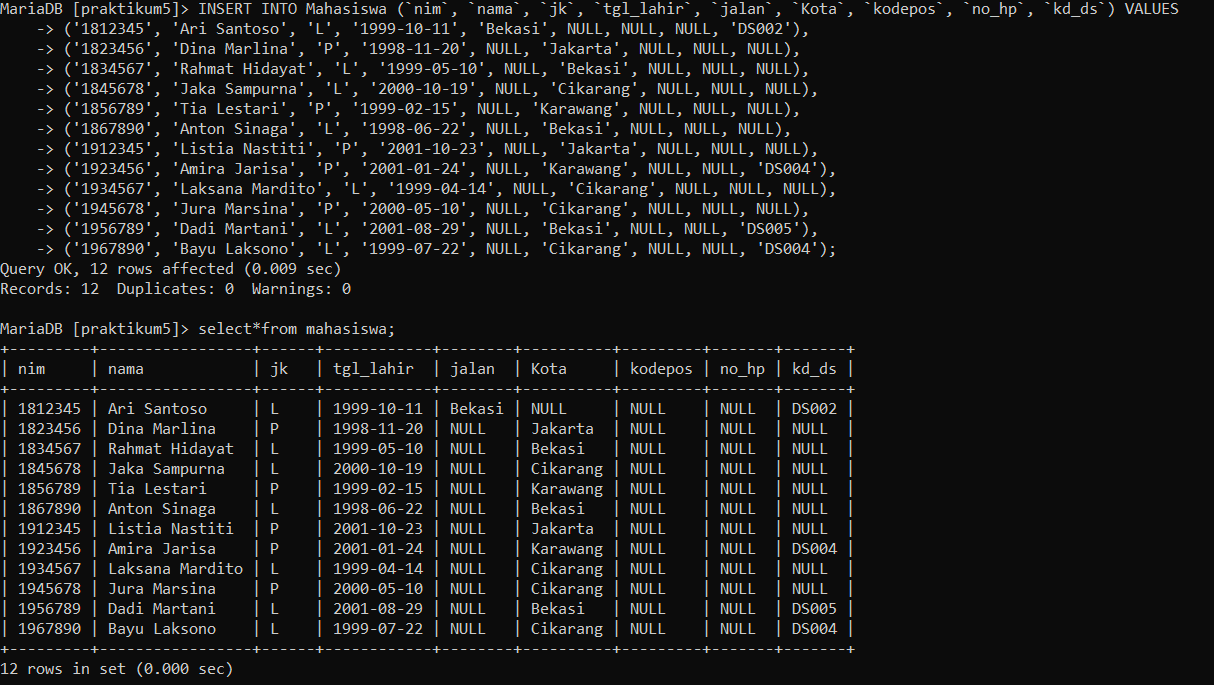 MariaDB [praktikum5]> INSERT INTO Mahasiswa (`nim`, `nama`, `jk`, `tgl_lahir`, `jalan`, `Kota`, `kodepos`, `no_hp`, `kd_ds`) VALUES
    -> ('1812345', 'Ari Santoso', 'L', '1999-10-11', 'Bekasi', NULL, NULL, NULL, 'DS002'),
    -> ('1823456', 'Dina Marlina', 'P', '1998-11-20', NULL, 'Jakarta', NULL, NULL, NULL),
    -> ('1834567', 'Rahmat Hidayat', 'L', '1999-05-10', NULL, 'Bekasi', NULL, NULL, NULL),
    -> ('1845678', 'Jaka Sampurna', 'L', '2000-10-19', NULL, 'Cikarang', NULL, NULL, NULL),
    -> ('1856789', 'Tia Lestari', 'P', '1999-02-15', NULL, 'Karawang', NULL, NULL, NULL),
    -> ('1867890', 'Anton Sinaga', 'L', '1998-06-22', NULL, 'Bekasi', NULL, NULL, NULL),
    -> ('1912345', 'Listia Nastiti', 'P', '2001-10-23', NULL, 'Jakarta', NULL, NULL, NULL),
    -> ('1923456', 'Amira Jarisa', 'P', '2001-01-24', NULL, 'Karawang', NULL, NULL, 'DS004'),
    -> ('1934567', 'Laksana Mardito', 'L', '1999-04-14', NULL, 'Cikarang', NULL, NULL, NULL),
    -> ('1945678', 'Jura Marsina', 'P', '2000-05-10', NULL, 'Cikarang', NULL, NULL, NULL),
    -> ('1956789', 'Dadi Martani', 'L', '2001-08-29', NULL, 'Bekasi', NULL, NULL, 'DS005'),
    -> ('1967890', 'Bayu Laksono', 'L', '1999-07-22', NULL, 'Cikarang', NULL, NULL, 'DS004');
Query OK, 12 rows affected (0.009 sec)
Records: 12  Duplicates: 0  Warnings: 0
MariaDB [praktikum5]> select*from mahasiswa;
+---------+-----------------+------+------------+--------+----------+---------+-------+-------+
| nim     | nama            | jk   | tgl_lahir  | jalan  | Kota     | kodepos | no_hp | kd_ds |
+---------+-----------------+------+------------+--------+----------+---------+-------+-------+
| 1812345 | Ari Santoso     | L    | 1999-10-11 | Bekasi | NULL     | NULL    | NULL  | DS002 |
| 1823456 | Dina Marlina    | P    | 1998-11-20 | NULL   | Jakarta  | NULL    | NULL  | NULL  |
| 1834567 | Rahmat Hidayat  | L    | 1999-05-10 | NULL   | Bekasi   | NULL    | NULL  | NULL  |
| 1845678 | Jaka Sampurna   | L    | 2000-10-19 | NULL   | Cikarang | NULL    | NULL  | NULL  |
| 1856789 | Tia Lestari     | P    | 1999-02-15 | NULL   | Karawang | NULL    | NULL  | NULL  |
| 1867890 | Anton Sinaga    | L    | 1998-06-22 | NULL   | Bekasi   | NULL    | NULL  | NULL  |
| 1912345 | Listia Nastiti  | P    | 2001-10-23 | NULL   | Jakarta  | NULL    | NULL  | NULL  |
| 1923456 | Amira Jarisa    | P    | 2001-01-24 | NULL   | Karawang | NULL    | NULL  | DS004 |
| 1934567 | Laksana Mardito | L    | 1999-04-14 | NULL   | Cikarang | NULL    | NULL  | NULL  |
| 1945678 | Jura Marsina    | P    | 2000-05-10 | NULL   | Cikarang | NULL    | NULL  | NULL  |
| 1956789 | Dadi Martani    | L    | 2001-08-29 | NULL   | Bekasi   | NULL    | NULL  | DS005 |
| 1967890 | Bayu Laksono    | L    | 1999-07-22 | NULL   | Cikarang | NULL    | NULL  | DS004 |
+---------+-----------------+------+------------+--------+----------+---------+-------+-------+
12 rows in set (0.000 sec)